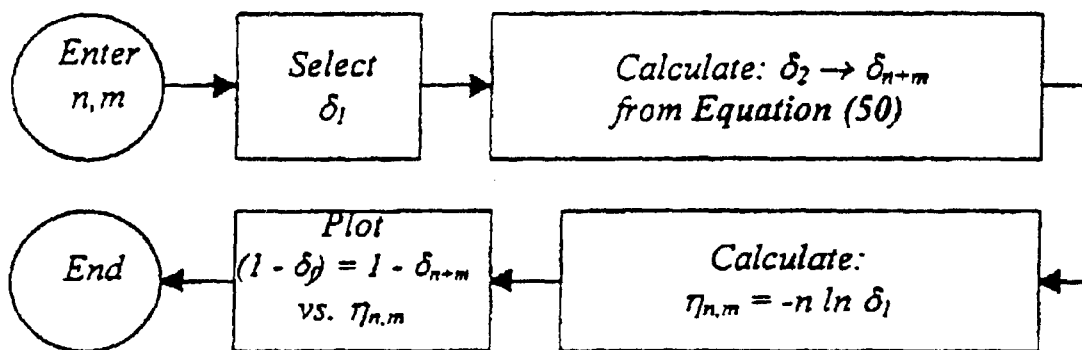 Enter
n,m
Select
δ₁
Calculate: δ₂ → δₙ₊ₘ
from Equation (50)
Calculate:
ηₙ,ₘ = -n ln δ₁
Plot
(1 - δf) = 1 - δₙ₊ₘ
vs. ηₙ,ₘ
End